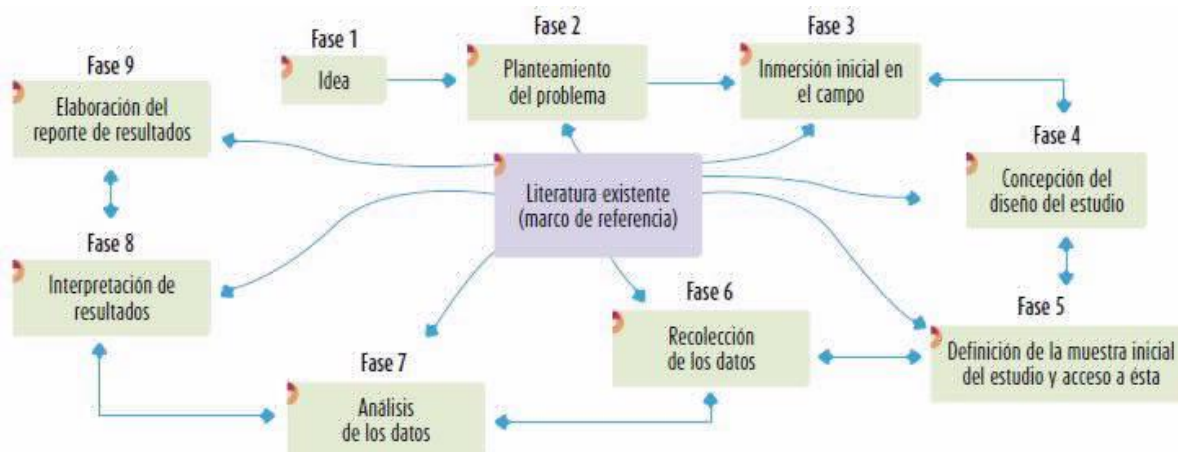 Fase 1
Idea
Fase 2
Planteamiento
del problema
Fase 3
Inmersión inicial en
el campo
Fase 4
Concepción del
diseño del estudio
Fase 5
Definición de la muestra inicial
del estudio y acceso a ésta
Fase 6
Recolección
de los datos
Fase 7
Análisis
de los datos
Fase 8
Interpretación de
resultados
Fase 9
Elaboración del
reporte de resultados
Literatura existente
(marco de referencia)